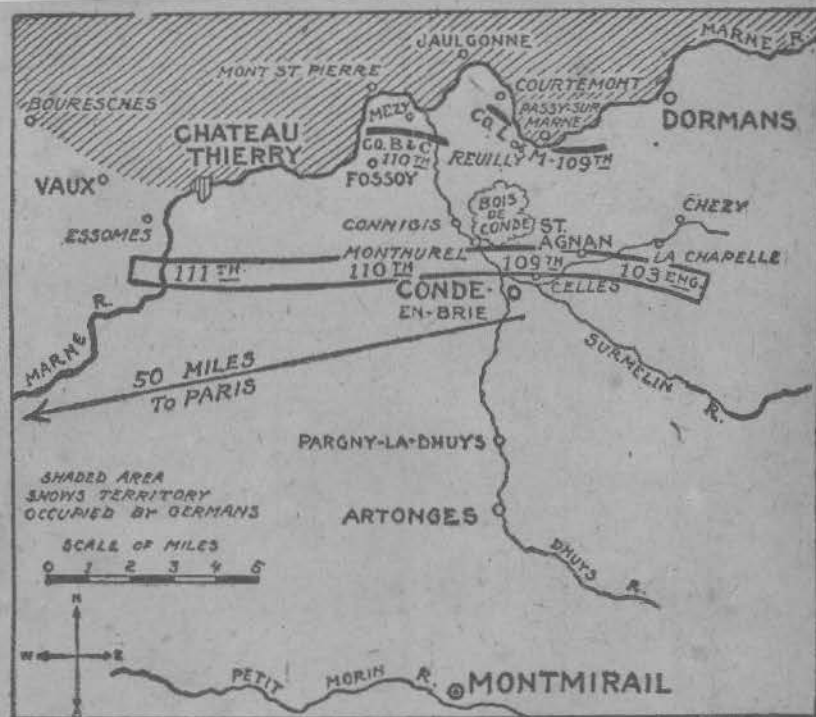 MARNE R.
JAULGONNE
MONT ST PIERRE
COURTEMONT
BOURESCHES
MEZY
PASSY-SUR
MARNE
DORMANS
CHATEAU
THIERRY
CO. B & C
110TH
CO. L & M-109TH
REUILLY
FOSSOY
VAUX
BOIS
DE
CONDE
CHEZY
ESSOMES
CONNIGIS
ST.
AGNAN
MONTHUREL
LA CHAPELLE
111TH
110TH
109TH
103 ENG.
CELLES
CONDE-
EN-BRIE
MARNE R.
SURMELIN R.
50 MILES
TO PARIS
PARGNY-LA-DHUYS
SHADED AREA
SHOWS TERRITORY
OCCUPIED BY GERMANS
ARTONGES
SCALE OF MILES
0 1 2 3 4 5
DHUYS R.
N
W E
S
PETIT MORIN R.
MONTMIRAIL